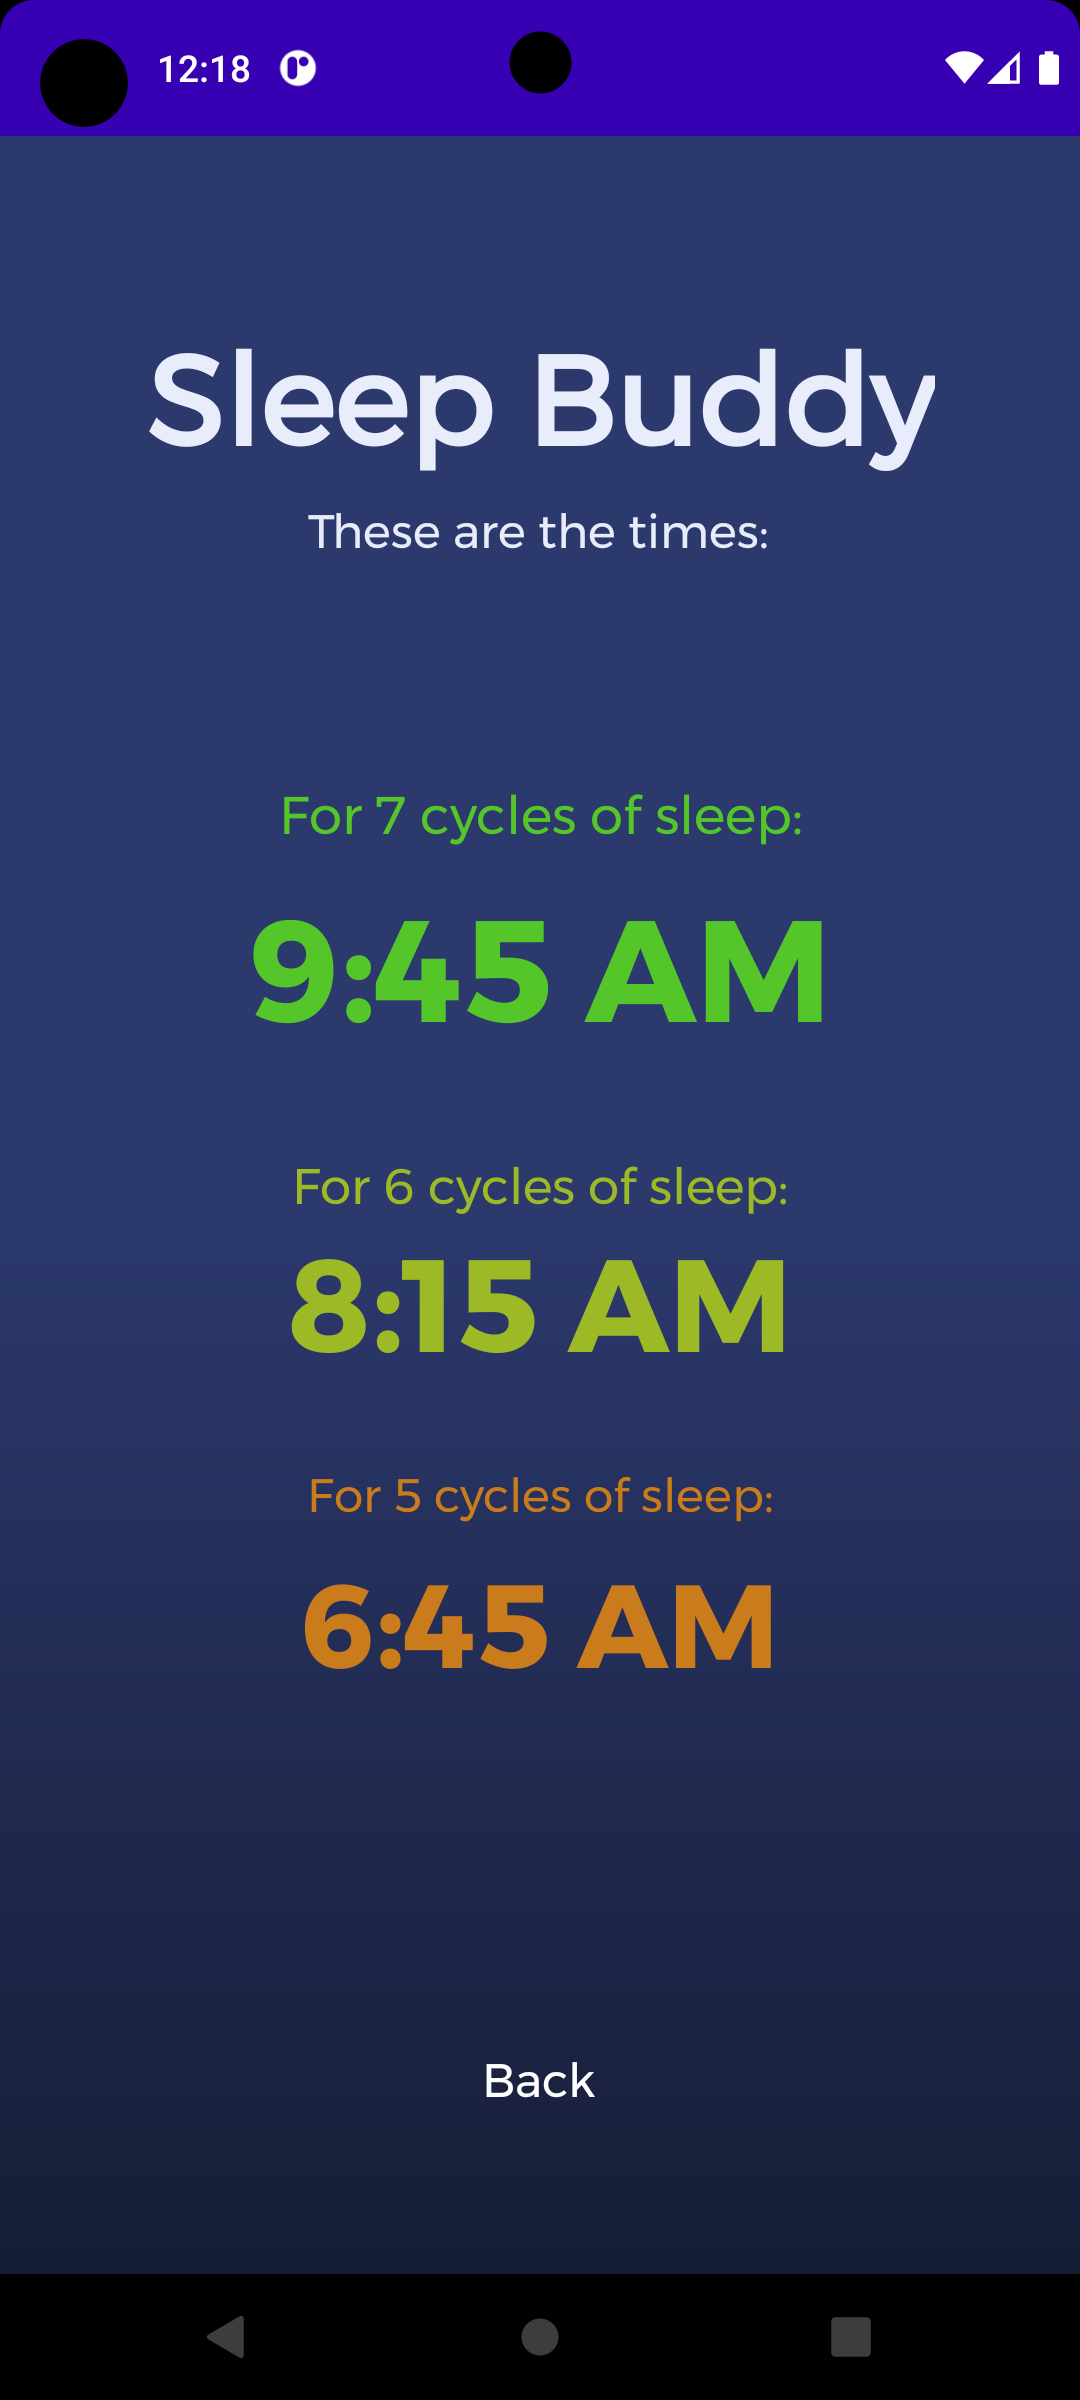 12:18
Sleep Buddy
These are the times:
For 7 cycles of sleep:
9:45 AM
For 6 cycles of sleep:
8:15 AM
For 5 cycles of sleep:
6:45 AM
Back